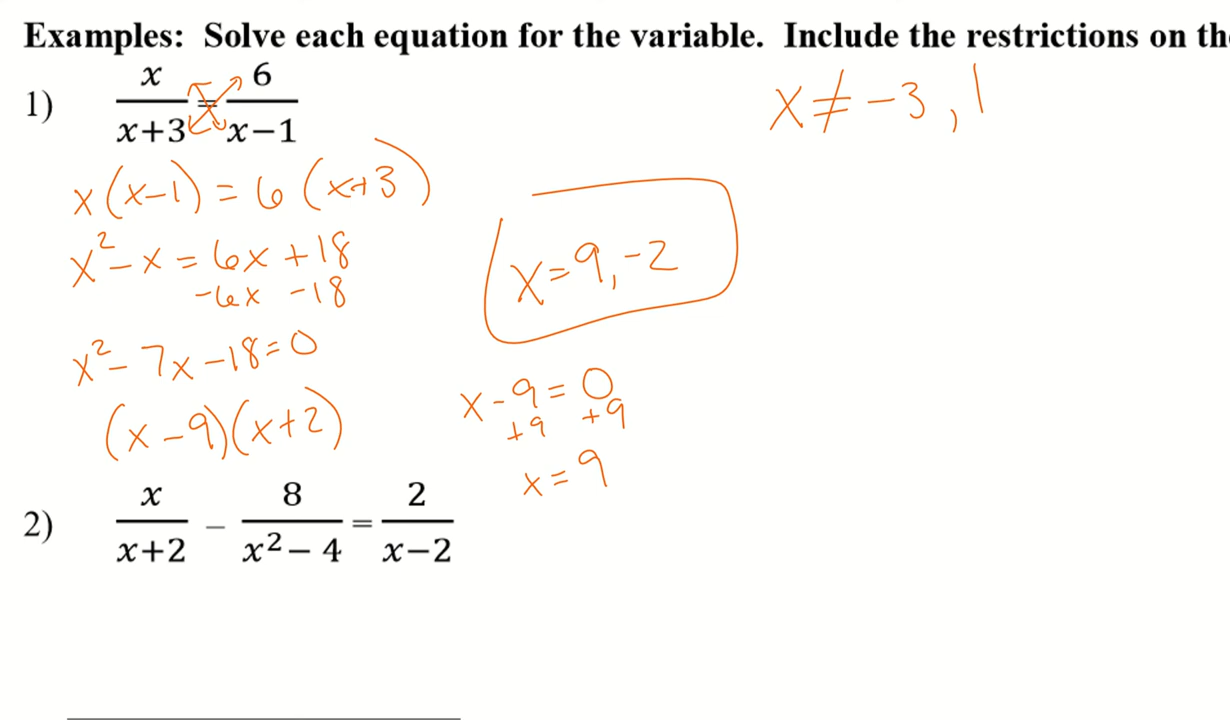 Examples: Solve each equation for the variable. Include the restrictions on th
1) x/(x+3) = 6/(x−1)
x ≠ -3, 1
x(x-1) = 6(x+3)
x² - x = 6x + 18
-6x -18
x = 9, -2
x² - 7x - 18 = 0
(x - 9)(x + 2)
x - 9 = 0
+9 +9
x = 9
2) x/(x+2) − 8/(x²−4) = 2/(x−2)